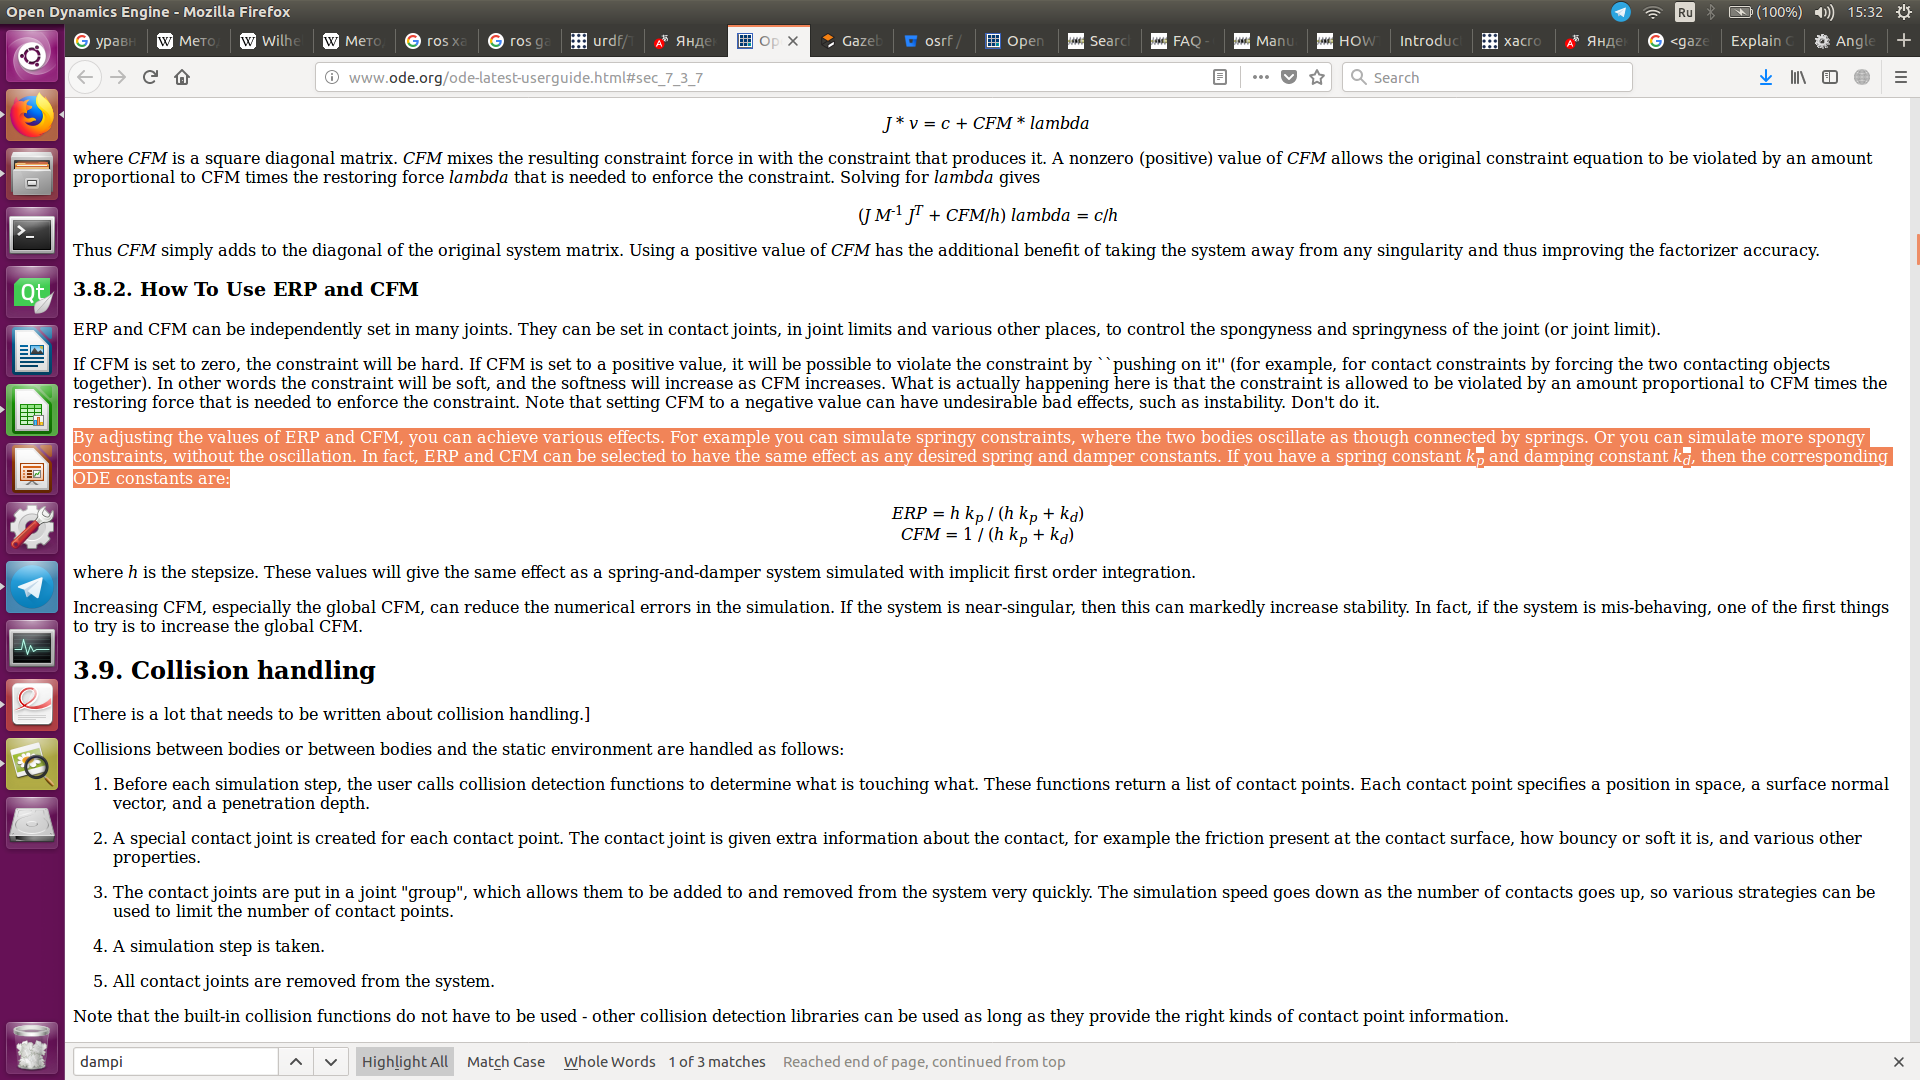 Open Dynamics Engine - Mozilla Firefox
Ru (100%) 15:32
урав Мето Wilhe Мето ros xa ros ga urdf/ Янде Op Gazeb osrf / Open Searc FAQ - Manu HOW Introduc xacro Янде <gaze Explain C Angle
www.ode.org/ode-latest-userguide.html#sec_7_3_7 Search
J * v = c + CFM * lambda
where CFM is a square diagonal matrix. CFM mixes the resulting constraint force in with the constraint that produces it. A nonzero (positive) value of CFM allows the original constraint equation to be violated by an amount
proportional to CFM times the restoring force lambda that is needed to enforce the constraint. Solving for lambda gives
(J M-1 JT + CFM/h) lambda = c/h
Thus CFM simply adds to the diagonal of the original system matrix. Using a positive value of CFM has the additional benefit of taking the system away from any singularity and thus improving the factorizer accuracy.
3.8.2. How To Use ERP and CFM
ERP and CFM can be independently set in many joints. They can be set in contact joints, in joint limits and various other places, to control the spongyness and springyness of the joint (or joint limit).
If CFM is set to zero, the constraint will be hard. If CFM is set to a positive value, it will be possible to violate the constraint by ``pushing on it'' (for example, for contact constraints by forcing the two contacting objects
together). In other words the constraint will be soft, and the softness will increase as CFM increases. What is actually happening here is that the constraint is allowed to be violated by an amount proportional to CFM times the
restoring force that is needed to enforce the constraint. Note that setting CFM to a negative value can have undesirable bad effects, such as instability. Don't do it.
By adjusting the values of ERP and CFM, you can achieve various effects. For example you can simulate springy constraints, where the two bodies oscillate as though connected by springs. Or you can simulate more spongy
constraints, without the oscillation. In fact, ERP and CFM can be selected to have the same effect as any desired spring and damper constants. If you have a spring constant kp and damping constant kd, then the corresponding
ODE constants are:
ERP = h kp / (h kp + kd)
CFM = 1 / (h kp + kd)
where h is the stepsize. These values will give the same effect as a spring-and-damper system simulated with implicit first order integration.
Increasing CFM, especially the global CFM, can reduce the numerical errors in the simulation. If the system is near-singular, then this can markedly increase stability. In fact, if the system is mis-behaving, one of the first things
to try is to increase the global CFM.
3.9. Collision handling
[There is a lot that needs to be written about collision handling.]
Collisions between bodies or between bodies and the static environment are handled as follows:
1. Before each simulation step, the user calls collision detection functions to determine what is touching what. These functions return a list of contact points. Each contact point specifies a position in space, a surface normal
vector, and a penetration depth.
2. A special contact joint is created for each contact point. The contact joint is given extra information about the contact, for example the friction present at the contact surface, how bouncy or soft it is, and various other
properties.
3. The contact joints are put in a joint "group", which allows them to be added to and removed from the system very quickly. The simulation speed goes down as the number of contacts goes up, so various strategies can be
used to limit the number of contact points.
4. A simulation step is taken.
5. All contact joints are removed from the system.
Note that the built-in collision functions do not have to be used - other collision detection libraries can be used as long as they provide the right kinds of contact point information.
dampi Highlight All Match Case Whole Words 1 of 3 matches Reached end of page, continued from top